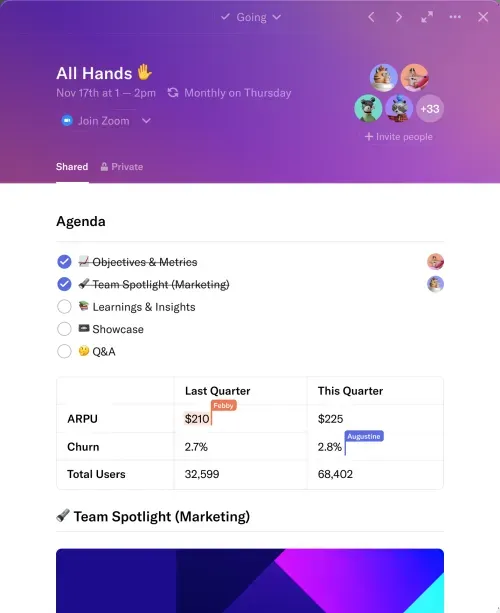 Going
All Hands ✋
Nov 17th at 1 — 2pm Monthly on Thursday
+33
Join Zoom
Invite people
Shared Private
Agenda
Objectives & Metrics
Team Spotlight (Marketing)
Learnings & Insights
Showcase
Q&A
Last Quarter This Quarter
Febby
ARPU $210 $225
Augustine
Churn 2.7% 2.8%
Total Users 32,599 68,402
Team Spotlight (Marketing)